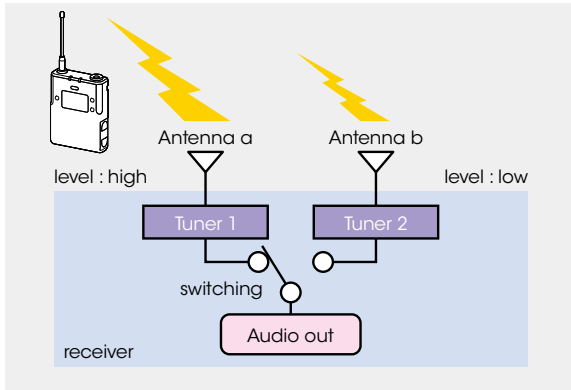 Antenna a
Antenna b
level : high
level : low
Tuner 1
Tuner 2
switching
Audio out
receiver